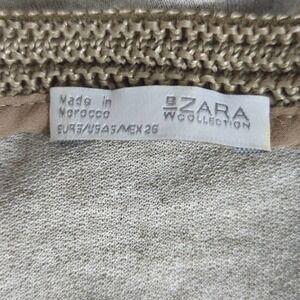 Made in
Morocco
EUR S/USA S/MEX 26
W&B ZARA
COLLECTION